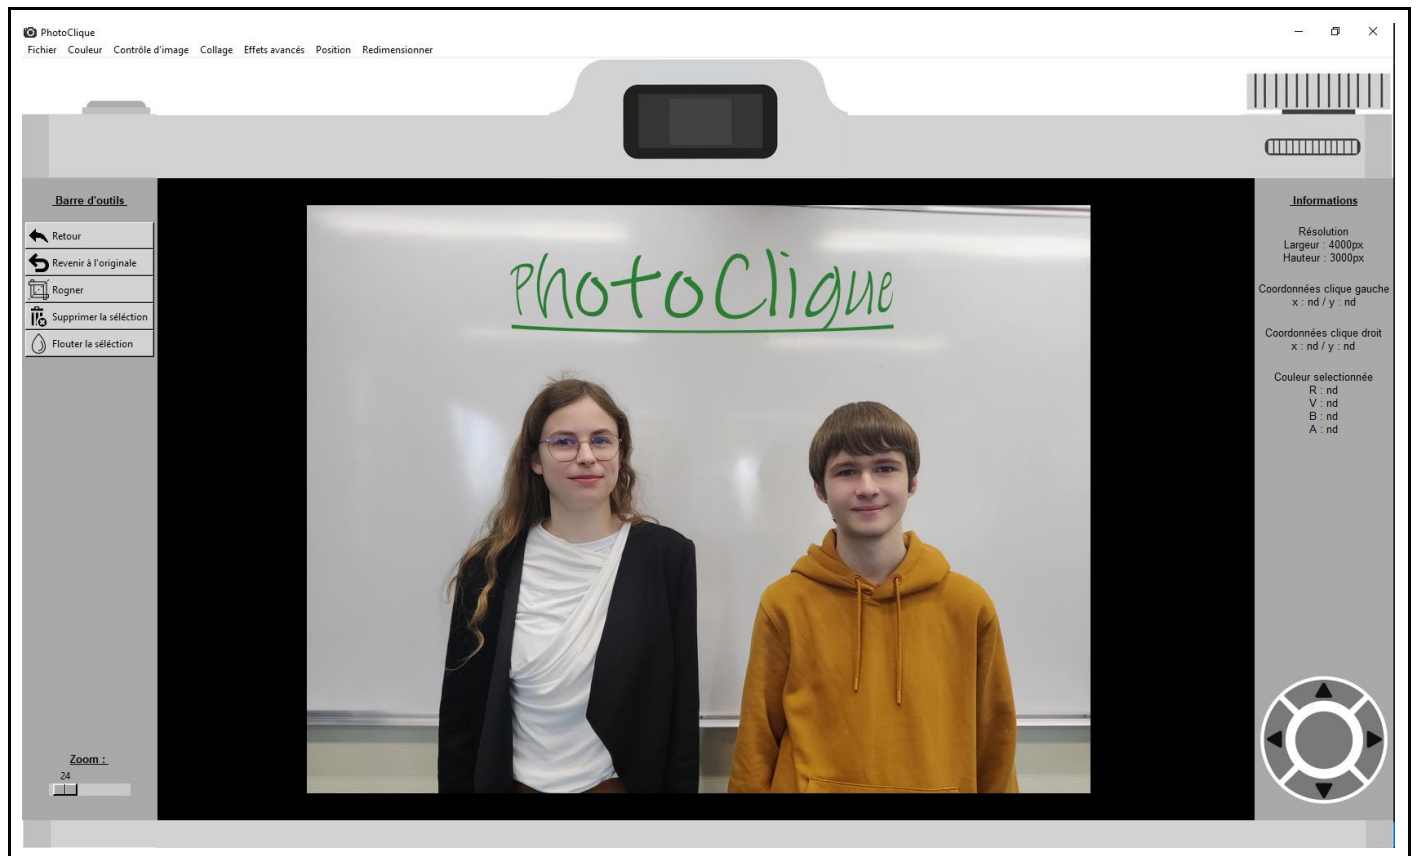 PhotoClique
Fichier Couleur Contrôle d'image Collage Effets avancés Position Redimensionner
Barre d'outils
Retour
Revenir à l'originale
Rogner
Supprimer la séléction
Flouter la séléction
Zoom :
24
PhotoClique
Informations
Résolution
Largeur : 4000px
Hauteur : 3000px
Coordonnées clique gauche
x : nd / y : nd
Coordonnées clique droit
x : nd / y : nd
Couleur selectionnée
R : nd
V : nd
B : nd
A : nd